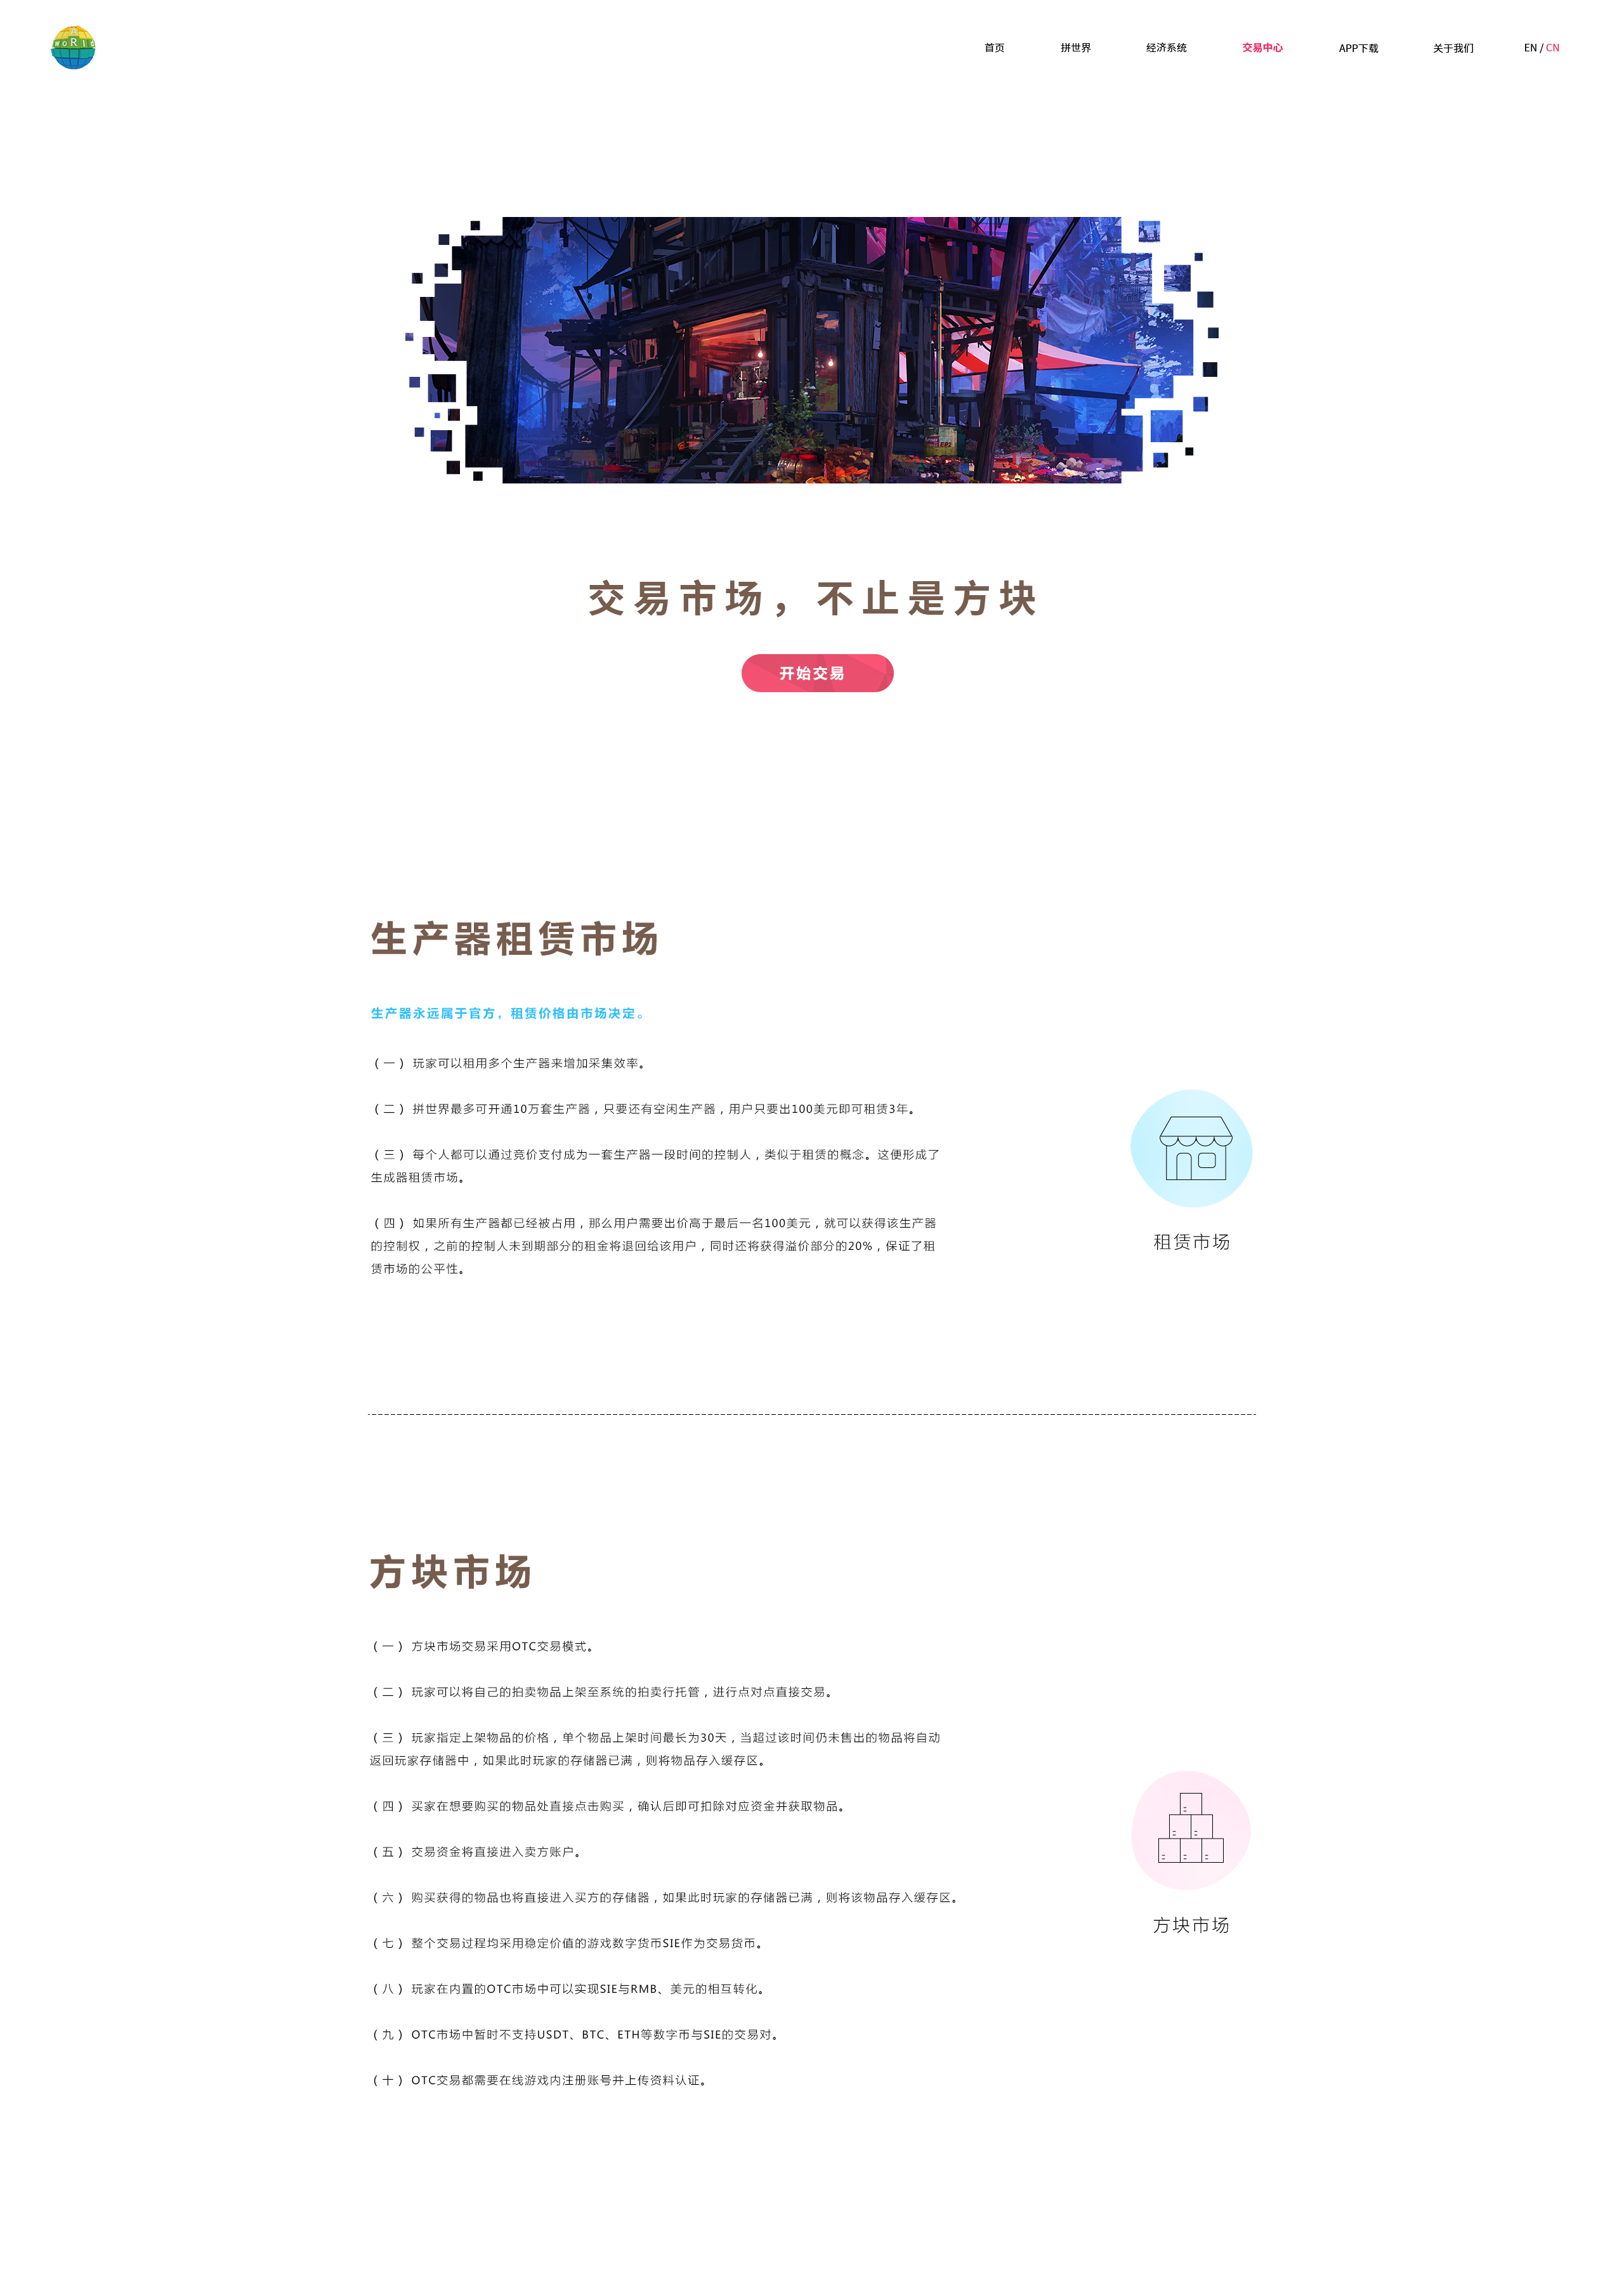 WORLD
首页 拼世界 经济系统 交易中心 APP下载 关于我们 EN / CN
交易市场，不止是方块
开始交易
生产器租赁市场
生产器永远属于官方，租赁价格由市场决定。
（一） 玩家可以租用多个生产器来增加采集效率。
（二） 拼世界最多可开通10万套生产器，只要还有空闲生产器，用户只要出100美元即可租赁3年。
（三） 每个人都可以通过竞价支付成为一套生产器一段时间的控制人，类似于租赁的概念。这便形成了
生成器租赁市场。
（四） 如果所有生产器都已经被占用，那么用户需要出价高于最后一名100美元，就可以获得该生产器
的控制权，之前的控制人未到期部分的租金将退回给该用户，同时还将获得溢价部分的20%，保证了租
赁市场的公平性。
租赁市场
方块市场
（一） 方块市场交易采用OTC交易模式。
（二） 玩家可以将自己的拍卖物品上架至系统的拍卖行托管，进行点对点直接交易。
（三） 玩家指定上架物品的价格，单个物品上架时间最长为30天，当超过该时间仍未售出的物品将自动
返回玩家存储器中，如果此时玩家的存储器已满，则将物品存入缓存区。
（四） 买家在想要购买的物品处直接点击购买，确认后即可扣除对应资金并获取物品。
（五） 交易资金将直接进入卖方账户。
（六） 购买获得的物品也将直接进入买方的存储器，如果此时玩家的存储器已满，则将该物品存入缓存区。
（七） 整个交易过程均采用稳定价值的游戏数字货币SIE作为交易货币。
（八） 玩家在内置的OTC市场中可以实现SIE与RMB、美元的相互转化。
（九） OTC市场中暂时不支持USDT、BTC、ETH等数字币与SIE的交易对。
（十） OTC交易都需要在线游戏内注册账号并上传资料认证。
方块市场